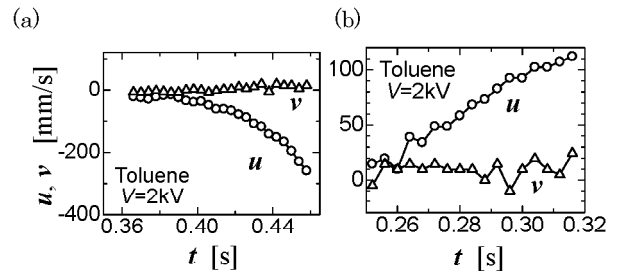 (a)
0
-200
-400
0.36
0.40
0.44
u, v [mm/s]
t [s]
v
u
Toluene
V=2kV
(b)
100
50
0
0.26
0.28
0.30
0.32
t [s]
Toluene
V=2kV
u
v